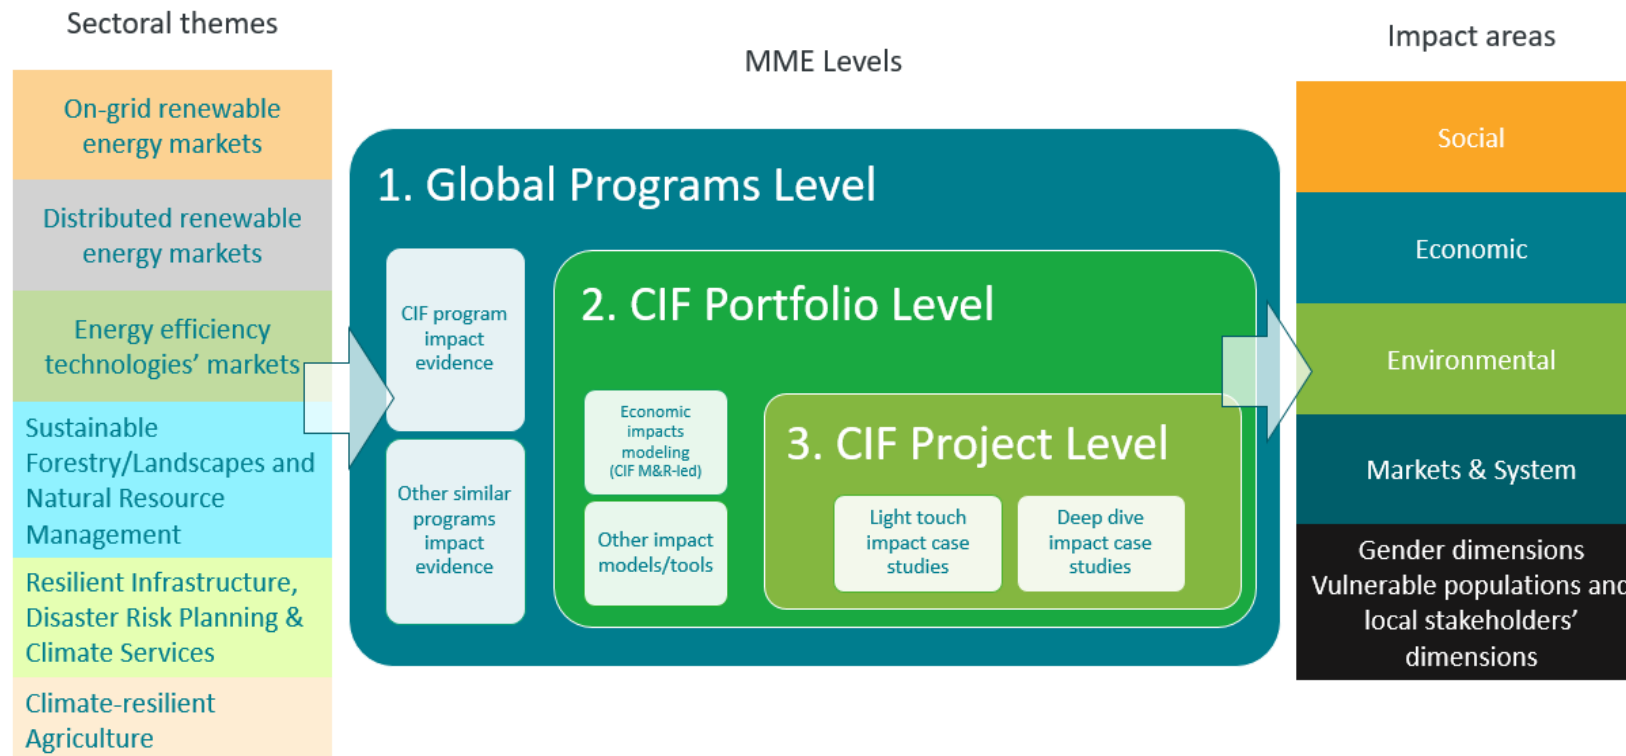 Sectoral themes
On-grid renewable
energy markets
Distributed renewable
energy markets
Energy efficiency
technologies’ markets
Sustainable
Forestry/Landscapes and
Natural Resource
Management
Resilient Infrastructure,
Disaster Risk Planning &
Climate Services
Climate-resilient
Agriculture
MME Levels
1. Global Programs Level
CIF program
impact
evidence
Other similar
programs
impact
evidence
2. CIF Portfolio Level
Economic
impacts
modeling
(CIF M&R-led)
Other impact
models/tools
3. CIF Project Level
Light touch
impact case
studies
Deep dive
impact case
studies
Impact areas
Social
Economic
Environmental
Markets & System
Gender dimensions
Vulnerable populations and
local stakeholders’
dimensions